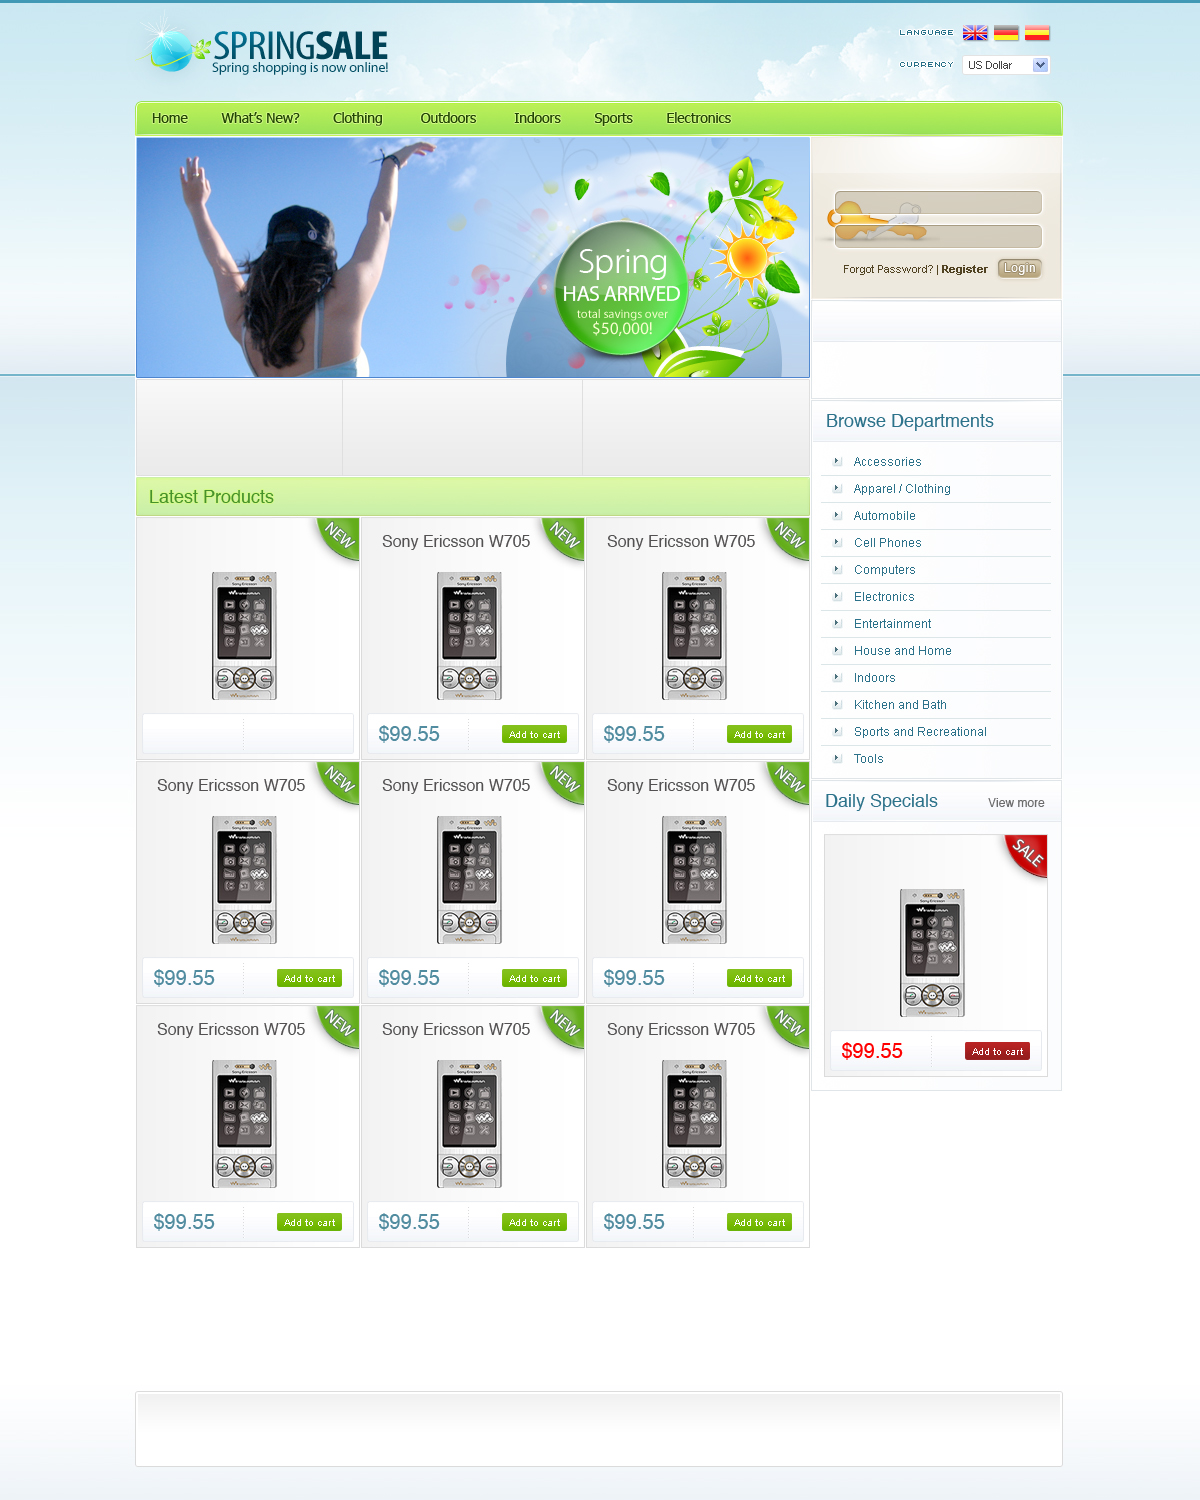 SPRINGSALE
Spring shopping is now online!
LANGUAGE
CURRENCY
US Dollar
Home
What's New?
Clothing
Outdoors
Indoors
Sports
Electronics
Spring
HAS ARRIVED
total savings over
$50,000!
Forgot Password? | Register
Login
Browse Departments
Accessories
Apparel / Clothing
Automobile
Cell Phones
Computers
Electronics
Entertainment
House and Home
Indoors
Kitchen and Bath
Sports and Recreational
Tools
Daily Specials
View more
SALE
$99.55
Add to cart
Latest Products
NEW
Sony Ericsson W705
NEW
Sony Ericsson W705
NEW
$99.55
Add to cart
$99.55
Add to cart
Sony Ericsson W705
NEW
Sony Ericsson W705
NEW
Sony Ericsson W705
NEW
$99.55
Add to cart
$99.55
Add to cart
$99.55
Add to cart
Sony Ericsson W705
NEW
Sony Ericsson W705
NEW
Sony Ericsson W705
NEW
$99.55
Add to cart
$99.55
Add to cart
$99.55
Add to cart